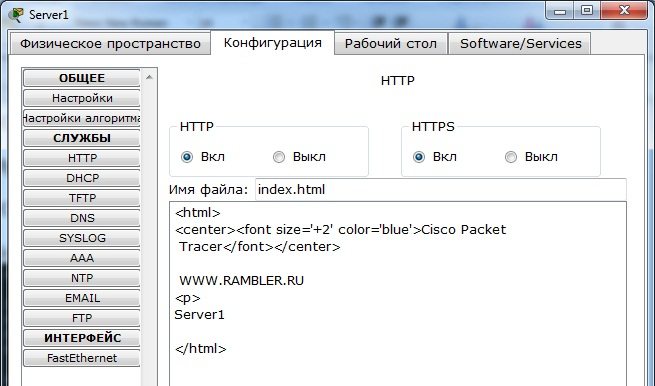 Server1
Физическое пространство Конфигурация Рабочий стол Software/Services
ОБЩЕЕ
Настройки
Настройки алгоритма
СЛУЖБЫ
HTTP
DHCP
TFTP
DNS
SYSLOG
AAA
NTP
EMAIL
FTP
ИНТЕРФЕЙС
FastEthernet
HTTP
HTTP
Вкл Выкл
HTTPS
Вкл Выкл
Имя файла: index.html
<html>
<center><font size='+2' color='blue'>Cisco Packet
Tracer</font></center>
WWW.RAMBLER.RU
<p>
Server1
</html>